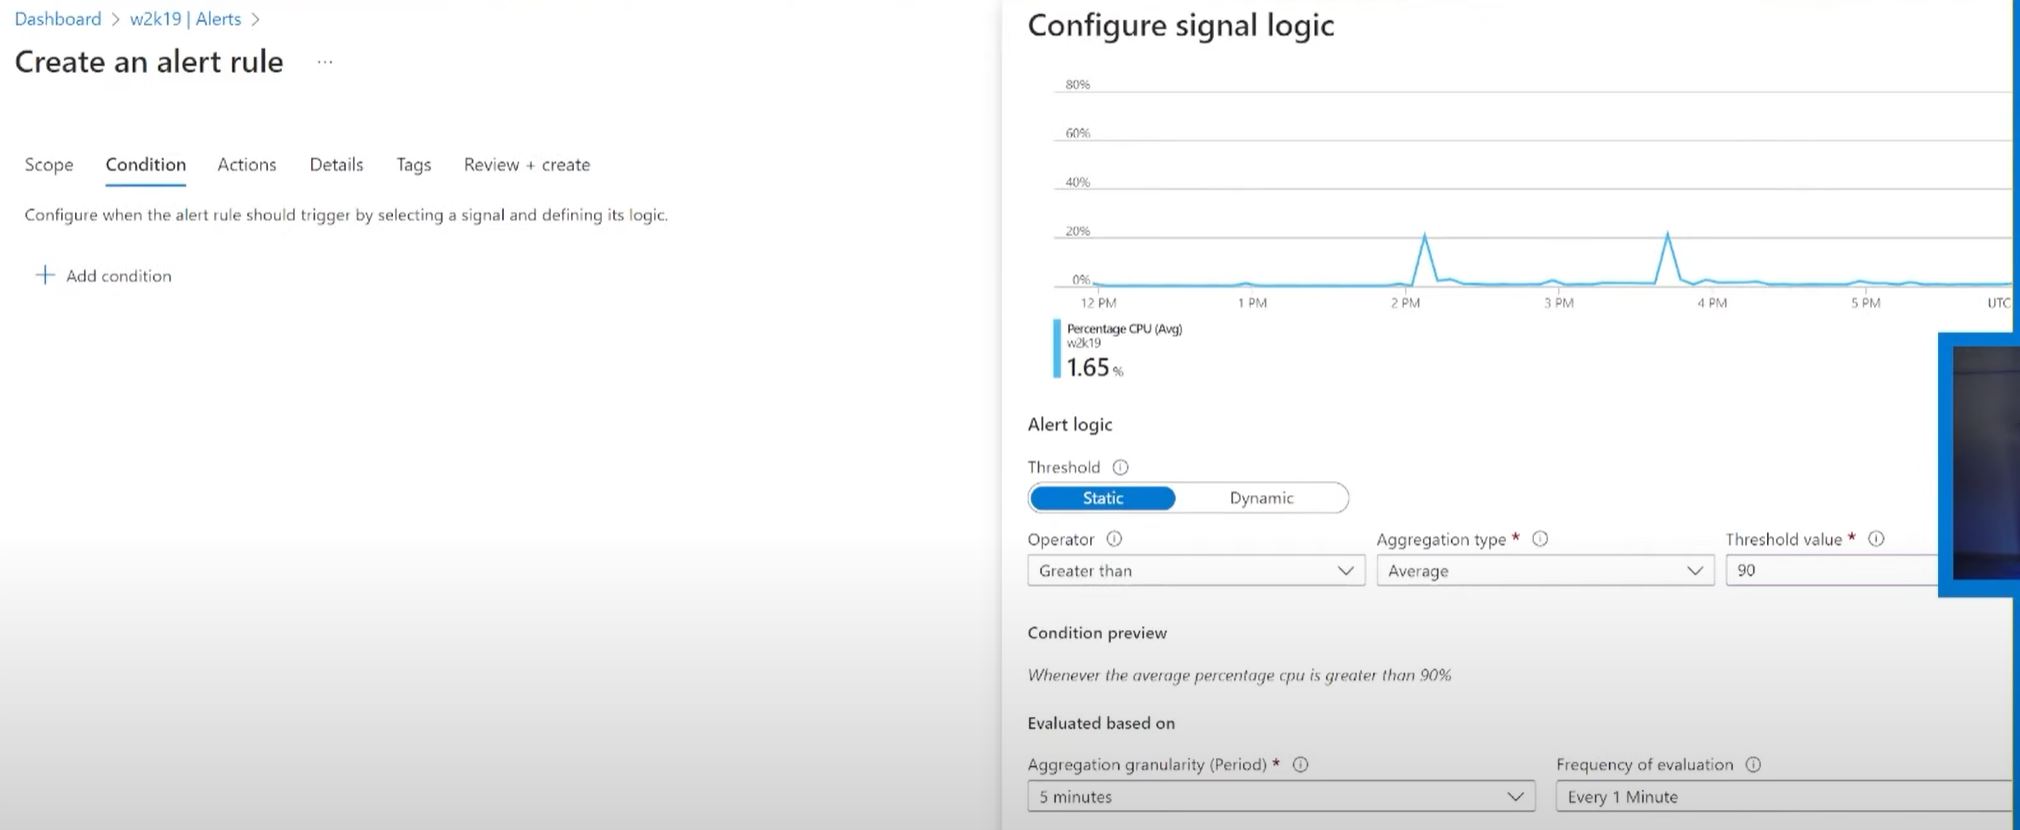 Dashboard > w2k19 | Alerts >
Create an alert rule ...
Scope Condition Actions Details Tags Review + create
Configure when the alert rule should trigger by selecting a signal and defining its logic.
+ Add condition
Configure signal logic
80%
60%
40%
20%
0%
12 PM 1 PM 2 PM 3 PM 4 PM 5 PM UTC
Percentage CPU (Avg)
w2k19
1.65 %
Alert logic
Threshold
Static Dynamic
Operator Aggregation type * Threshold value *
Greater than Average 90
Condition preview
Whenever the average percentage cpu is greater than 90%
Evaluated based on
Aggregation granularity (Period) * Frequency of evaluation
5 minutes Every 1 Minute